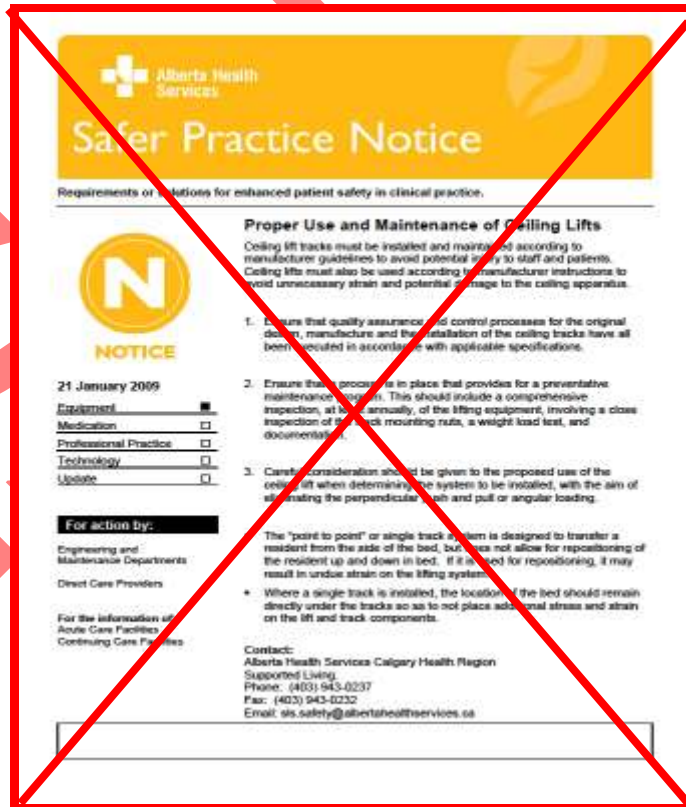 Alberta Health
Services
Safer Practice Notice
Requirements or solutions for enhanced patient safety in clinical practice.
N
NOTICE
21 January 2009
Equipment ■
Medication □
Professional Practice □
Technology □
Update □
For action by:
Engineering and
Maintenance Departments
Direct Care Providers
For the information of:
Acute Care Facilities
Continuing Care Facilities
Proper Use and Maintenance of Ceiling Lifts
Ceiling lift tracks must be installed and maintained according to
manufacturer guidelines to avoid potential injury to staff and patients.
Ceiling lifts must also be used according to manufacturer instructions to
avoid unnecessary strain and potential damage to the ceiling apparatus.
1. Ensure that quality assurance and control processes for the original
design, manufacture and the installation of the ceiling tracks have all
been executed in accordance with applicable specifications.
2. Ensure that a process is in place that provides for a preventative
maintenance program. This should include a comprehensive
inspection, at least annually, of the lifting equipment, involving a close
inspection of the track mounting nuts, a weight load test, and
documentation.
3. Careful consideration should be given to the proposed use of the
ceiling lift when determining the system to be installed, with the aim of
eliminating the perpendicular push and pull or angular loading.
The "point to point" or single track system is designed to transfer a
resident from the side of the bed, but does not allow for repositioning of
the resident up and down in bed. If it is used for repositioning, it may
result in undue strain on the lifting system.
• Where a single track is installed, the location of the bed should remain
directly under the tracks so as to not place additional stress and strain
on the lift and track components.
Contact:
Alberta Health Services Calgary Health Region
Supported Living,
Phone: (403) 943-0237
Fax: (403) 943-0232
Email: sls.safety@albertahealthservices.ca